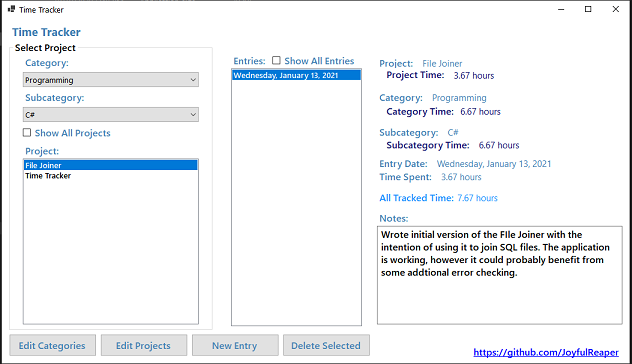 Time Tracker
Time Tracker
Select Project
Category:
Programming
Subcategory:
C#
Show All Projects
Project:
File Joiner
Time Tracker
Entries: Show All Entries
Wednesday, January 13, 2021
Project: File Joiner
Project Time: 3.67 hours
Category: Programming
Category Time: 6.67 hours
Subcategory: C#
Subcategory Time: 6.67 hours
Entry Date: Wednesday, January 13, 2021
Time Spent: 3.67 hours
All Tracked Time: 7.67 hours
Notes:
Wrote initial version of the FIle Joiner with the
intention of using it to join SQL files. The application
is working, however it could probably benefit from
some addtional error checking.
Edit Categories
Edit Projects
New Entry
Delete Selected
https://github.com/JoyfulReaper